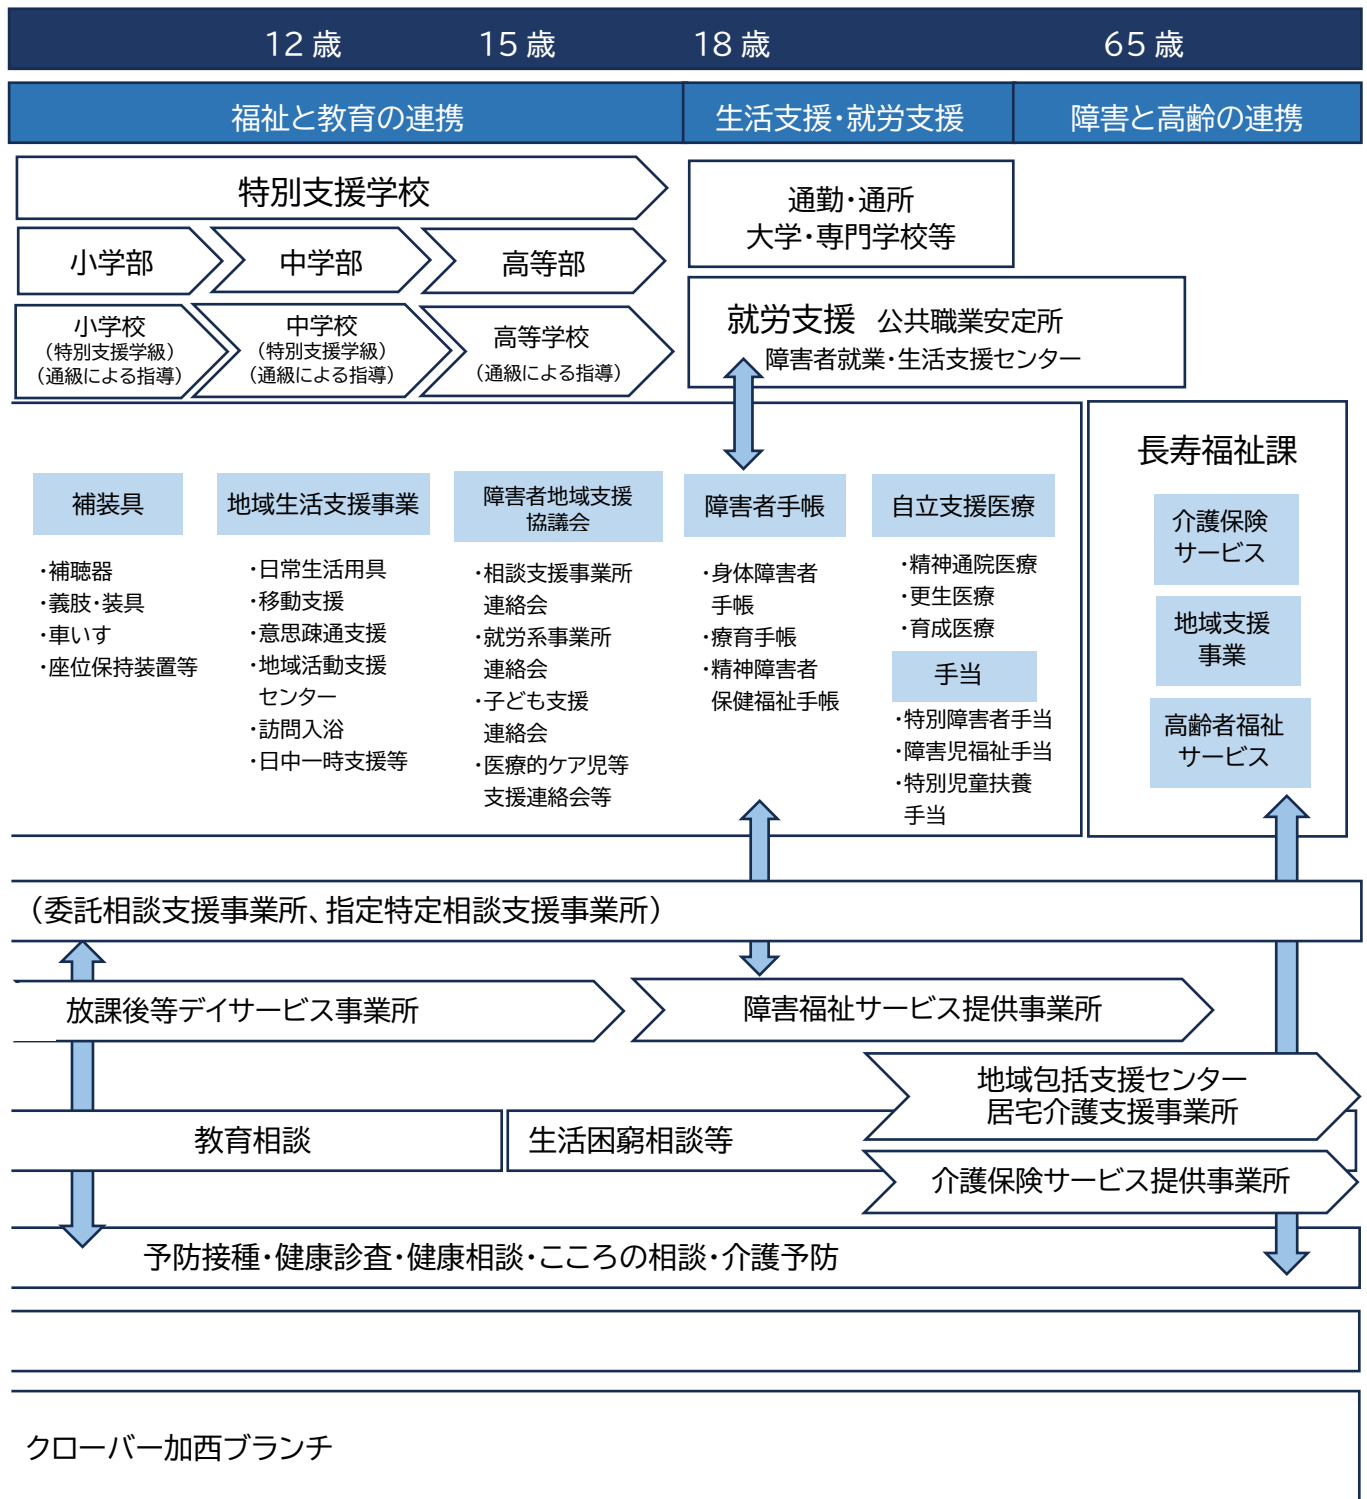 12歳 15歳 18歳 65歳
福祉と教育の連携 生活支援・就労支援 障害と高齢の連携
特別支援学校
小学部 中学部 高等部
小学校
（特別支援学級）
（通級による指導）
中学校
（特別支援学級）
（通級による指導）
高等学校
（通級による指導）
通勤・通所
大学・専門学校等
就労支援 公共職業安定所
障害者就業・生活支援センター
補装具
・補聴器
・義肢・装具
・車いす
・座位保持装置等
地域生活支援事業
・日常生活用具
・移動支援
・意思疎通支援
・地域活動支援
センター
・訪問入浴
・日中一時支援等
障害者地域支援
協議会
・相談支援事業所
連絡会
・就労系事業所
連絡会
・子ども支援
連絡会
・医療的ケア児等
支援連絡会等
障害者手帳
・身体障害者
手帳
・療育手帳
・精神障害者
保健福祉手帳
自立支援医療
・精神通院医療
・更生医療
・育成医療
手当
・特別障害者手当
・障害児福祉手当
・特別児童扶養
手当
長寿福祉課
介護保険
サービス
地域支援
事業
高齢者福祉
サービス
（委託相談支援事業所、指定特定相談支援事業所）
放課後等デイサービス事業所 障害福祉サービス提供事業所
地域包括支援センター
居宅介護支援事業所
教育相談 生活困窮相談等
介護保険サービス提供事業所
予防接種・健康診査・健康相談・こころの相談・介護予防
クローバー加西ブランチ